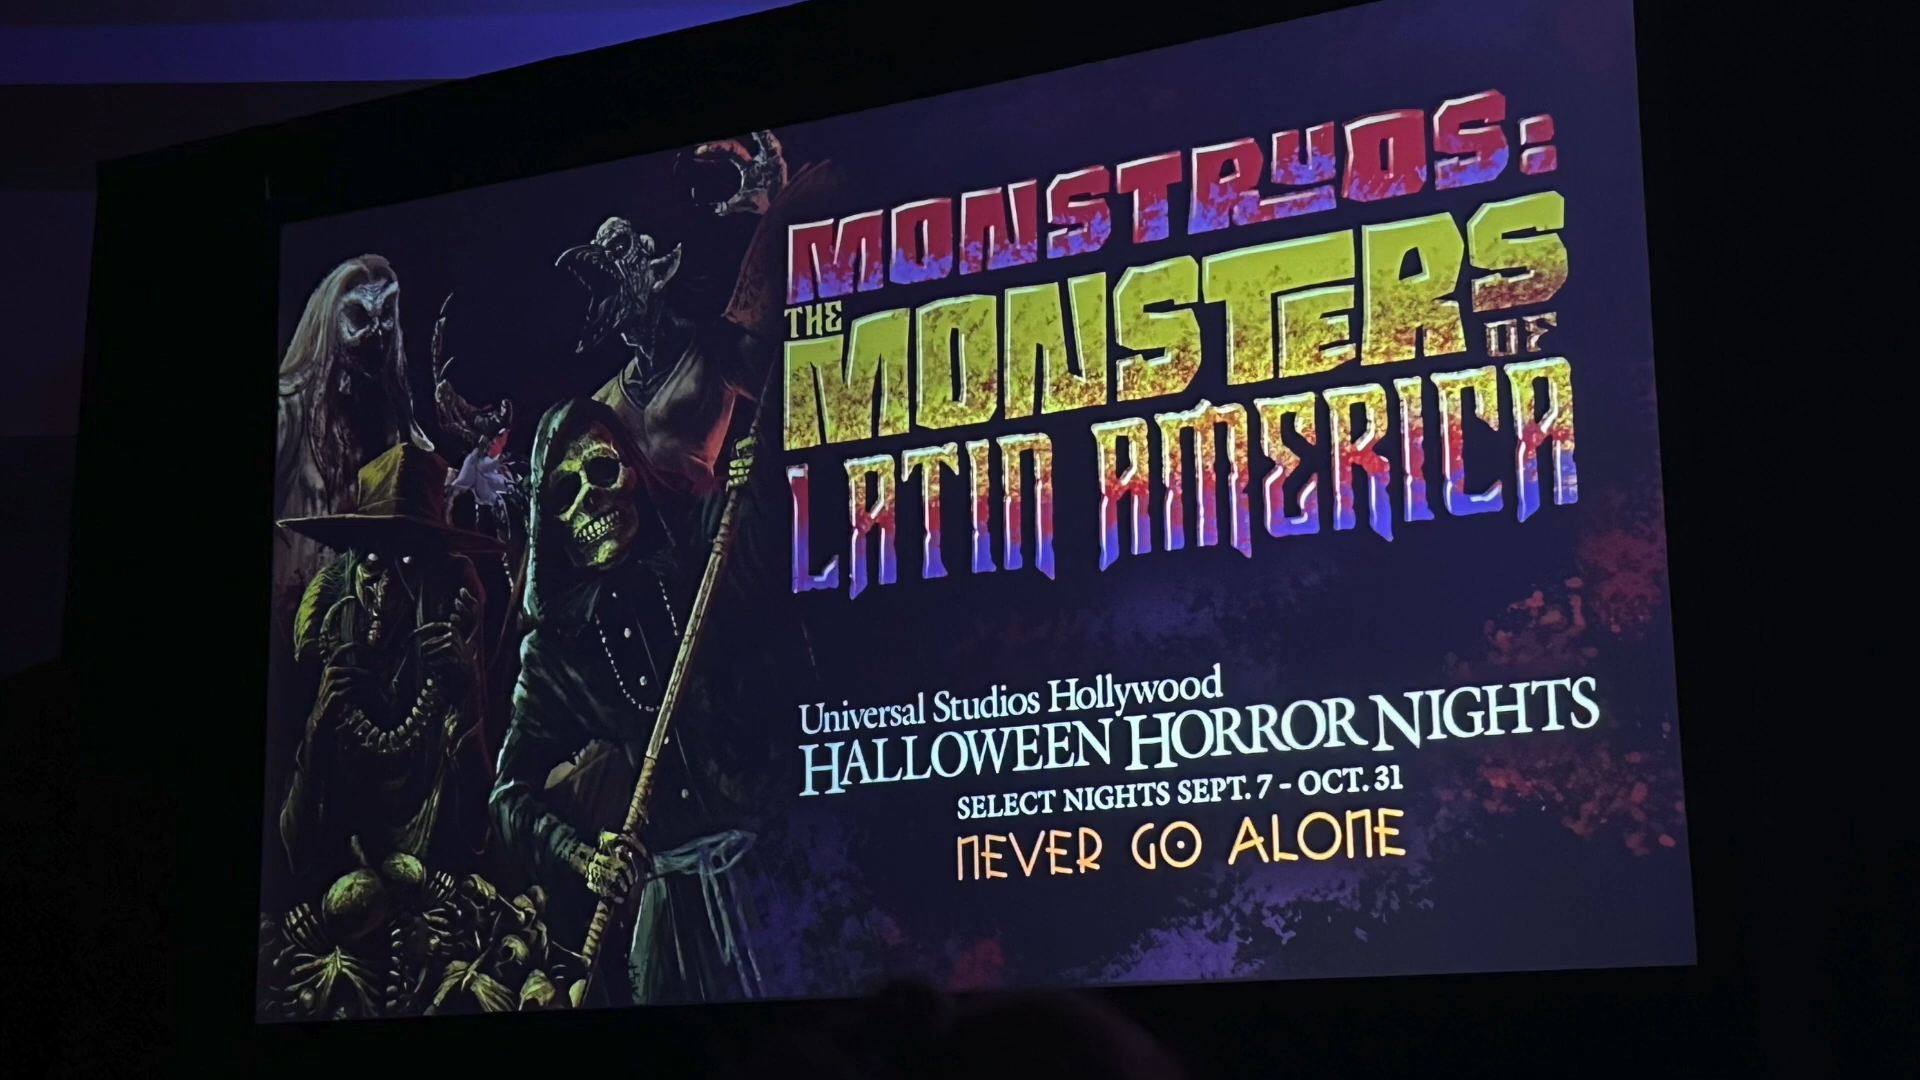 MONSTRUOS:
THE
MONSTERS
OF
LATIN AMERICA
Universal Studios Hollywood
HALLOWEEN HORROR NIGHTS
SELECT NIGHTS SEPT. 7 - OCT. 31
NEVER GO ALONE